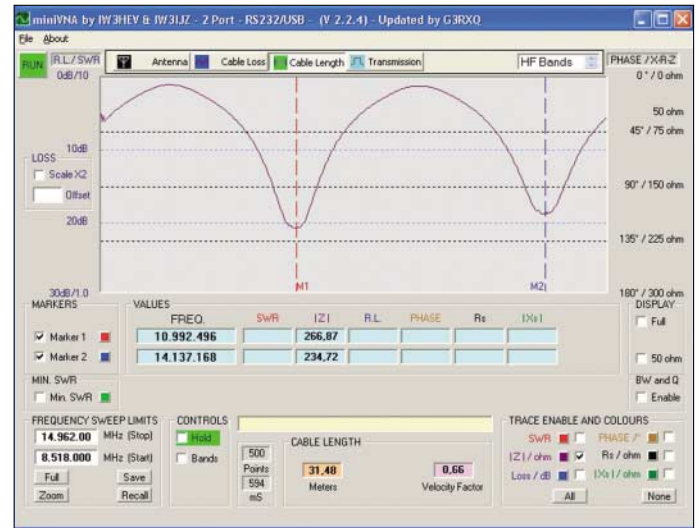 miniVNA by IW3HEV & IW3IJZ - 2 Port - RS232/USB - (V 2.2.4) - Updated by G3RXQ
File About
RUN
R.L./SWR
Antenna
Cable Loss
Cable Length
Transmission
HF Bands
PHASE /X-R-Z
0dB/10
0°/ 0 ohm
50 ohm
45°/ 75 ohm
10dB
LOSS
Scale X2
Offset
90°/ 150 ohm
20dB
135°/ 225 ohm
M1
M2
30dB/1.0
180°/ 300 ohm
MARKERS
VALUES
DISPLAY
FREQ. SWR |Z| R.L. PHASE Rs |Xs|
Full
Marker 1
10.992.496 266,87
Marker 2
14.137.168 234,72
50 ohm
MIN. SWR
BW and Q
Min. SWR
Enable
FREQUENCY SWEEP LIMITS
CONTROLS
TRACE ENABLE AND COLOURS
14.962.00 MHz (Stop)
Hold
8.518.000 MHz (Start)
Bands
500
Points
594
mS
CABLE LENGTH
31,48
Meters
0,66
Velocity Factor
SWR
PHASE /°
|Z| / ohm
Rs / ohm
Loss / dB
|Xs| / ohm
Full
Save
Zoom
Recall
All
None